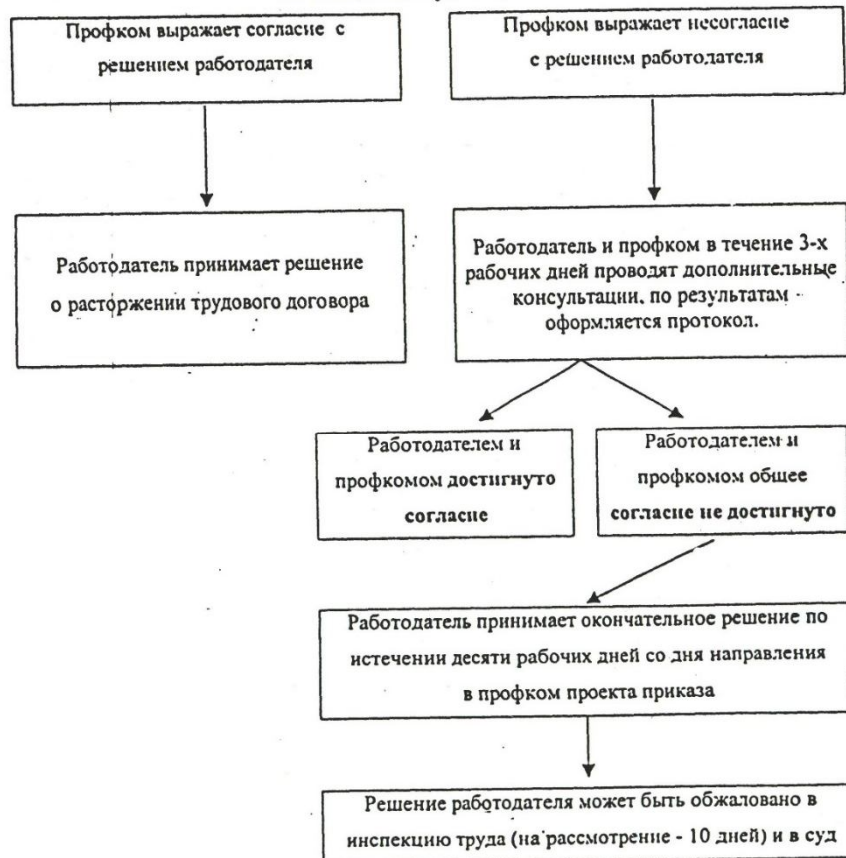 Профком выражает согласие с
решением работодателя
Профком выражает несогласие
с решением работодателя
Работодатель принимает решение
о расторжении трудового договора
Работодатель и профком в течение 3-х
рабочих дней проводят дополнительные
консультации, по результатам -
оформляется протокол.
Работодателем и
профкомом достигнуто
согласие
Работодателем и
профкомом общее
согласие не достигнуто
Работодатель принимает окончательное решение по
истечении десяти рабочих дней со дня направления
в профком проекта приказа
Решение работодателя может быть обжаловано в
инспекцию труда (на рассмотрение - 10 дней) и в суд